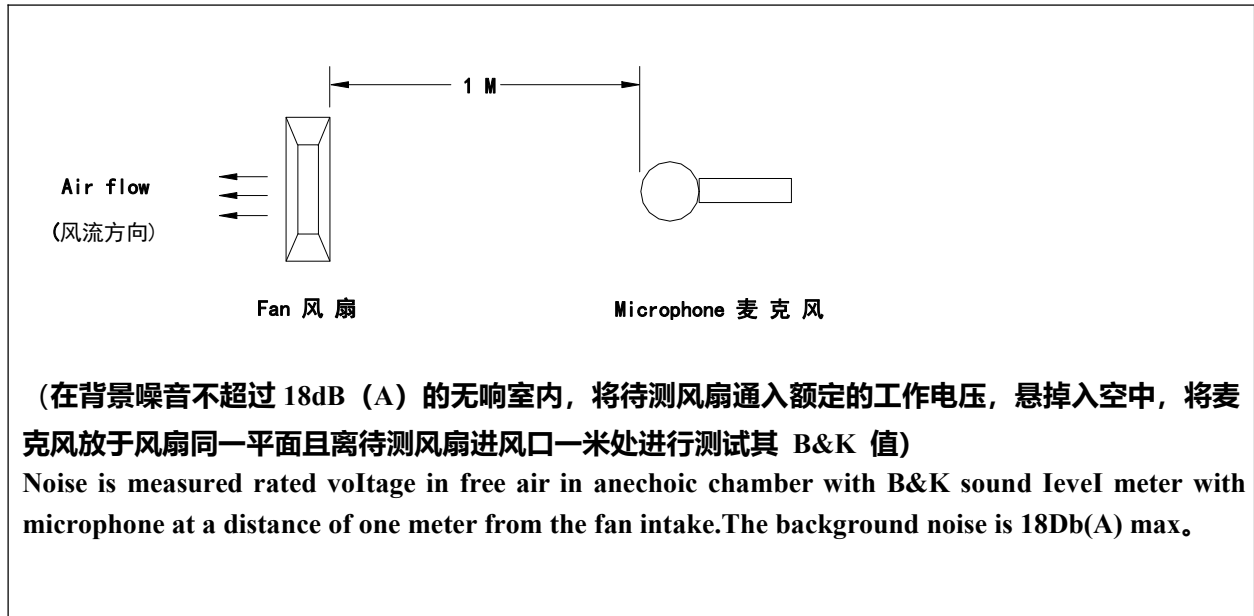 1 M
Air flow
(风流方向)
Fan 风 扇
Microphone 麦 克 风
（在背景噪音不超过 18dB（A）的无响室内，将待测风扇通入额定的工作电压，悬掉入空中，将麦
克风放于风扇同一平面且离待测风扇进风口一米处进行测试其 B&K 值）
Noise is measured rated voItage in free air in anechoic chamber with B&K sound IeveI meter with
microphone at a distance of one meter from the fan intake.The background noise is 18Db(A) max。